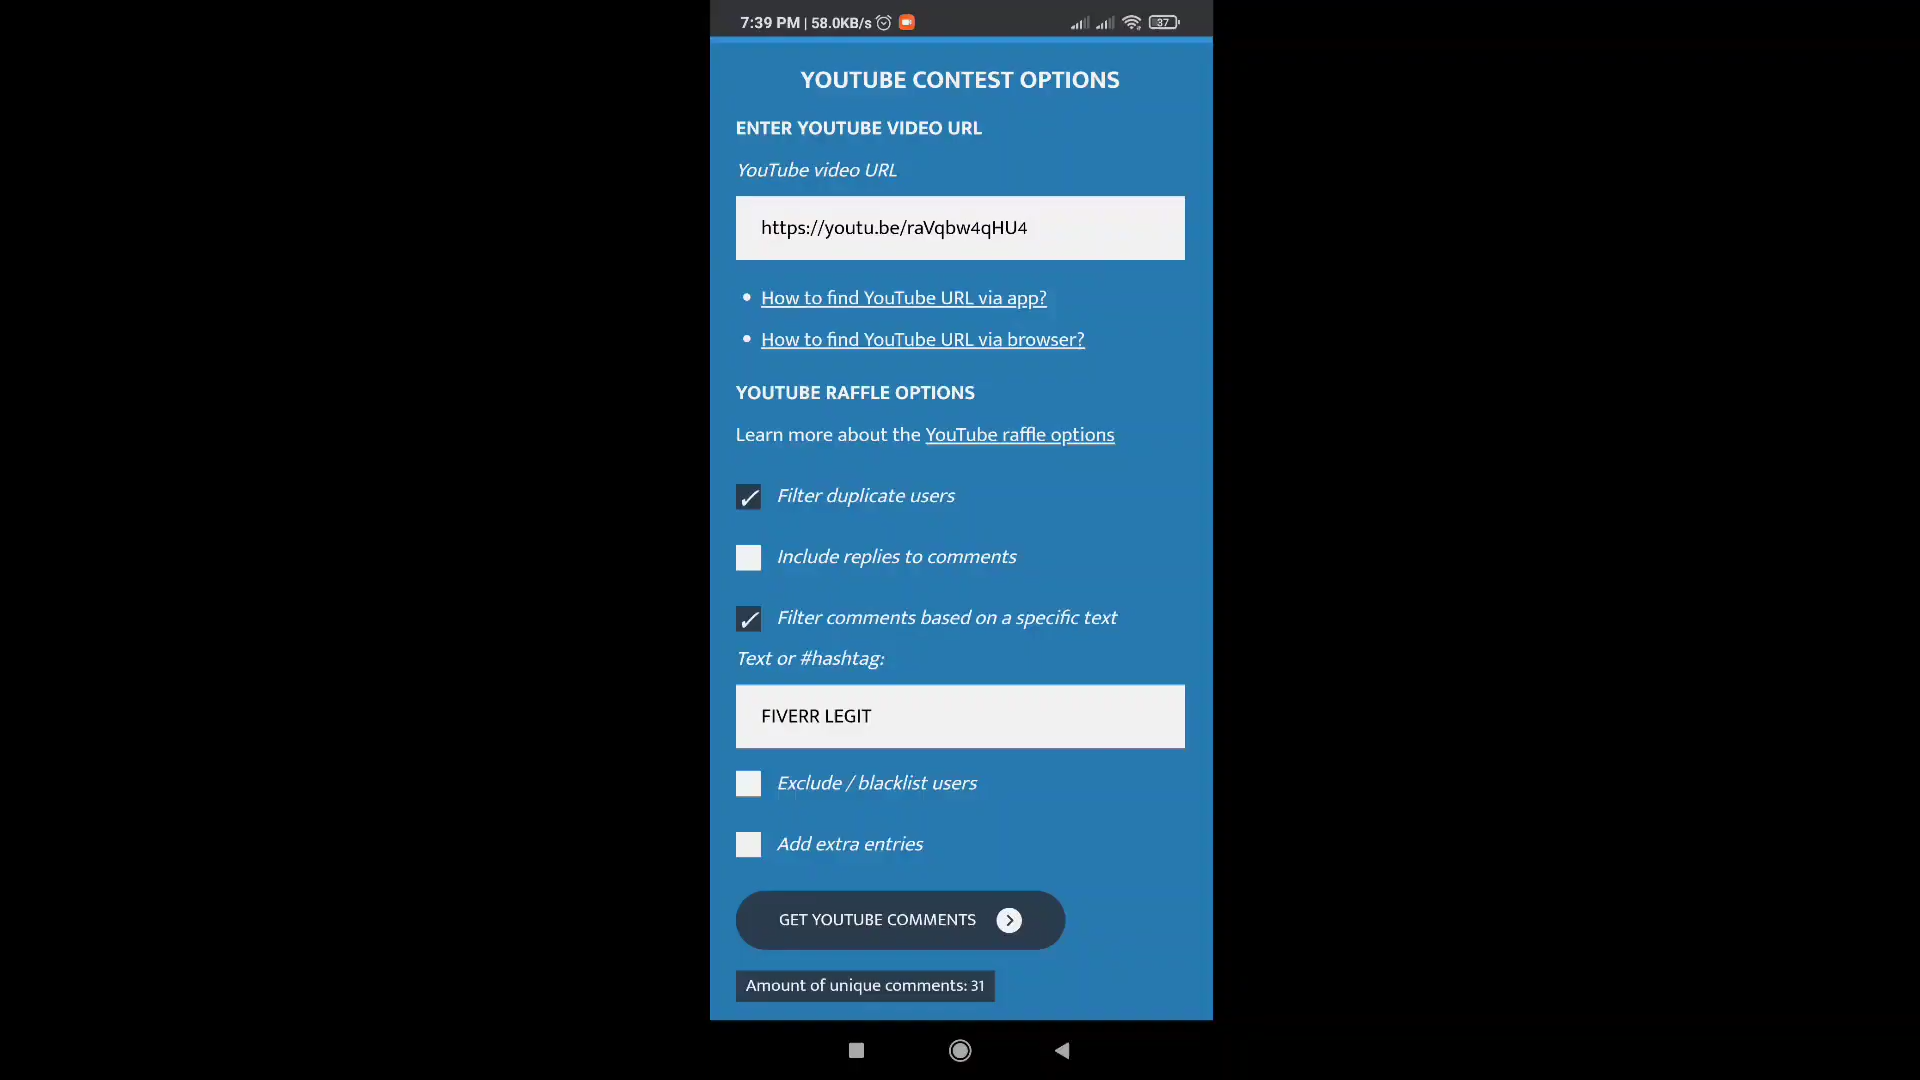 7:39 PM | 58.0KB/s
37
YOUTUBE CONTEST OPTIONS
ENTER YOUTUBE VIDEO URL
YouTube video URL
https://youtu.be/raVqbw4qHU4
• How to find YouTube URL via app?
• How to find YouTube URL via browser?
YOUTUBE RAFFLE OPTIONS
Learn more about the YouTube raffle options
Filter duplicate users
Include replies to comments
Filter comments based on a specific text
Text or #hashtag:
FIVERR LEGIT
Exclude / blacklist users
Add extra entries
GET YOUTUBE COMMENTS
Amount of unique comments: 31